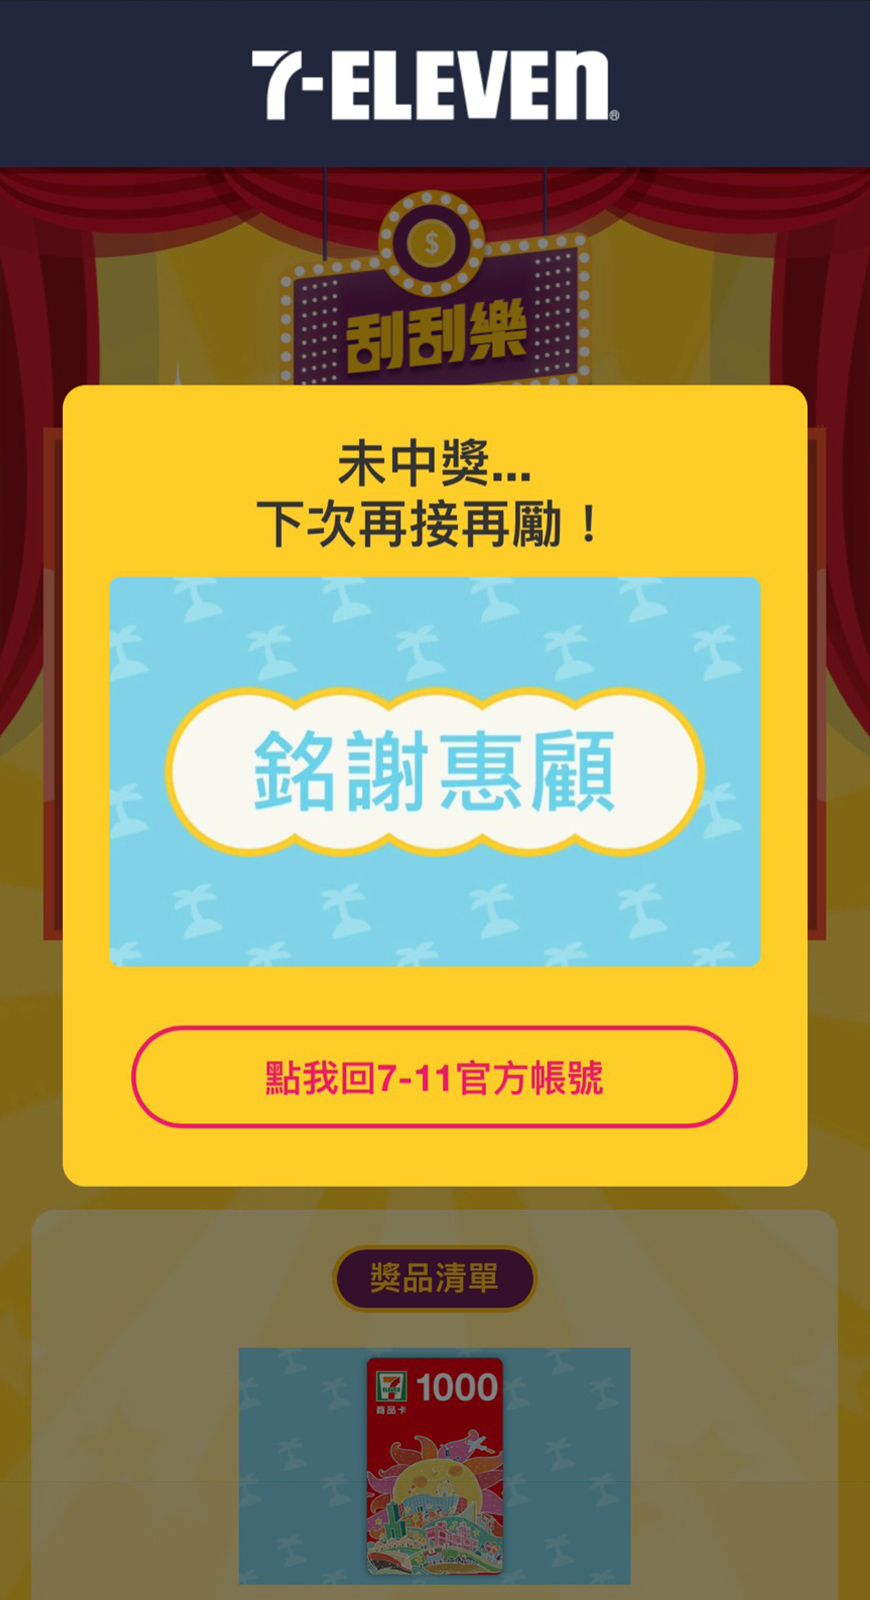 7-ELEVEn®
$
刮刮樂
未中獎...
下次再接再勵！
銘謝惠顧
點我回7-11官方帳號
獎品清單
7
ELEVEn
1000
商品卡